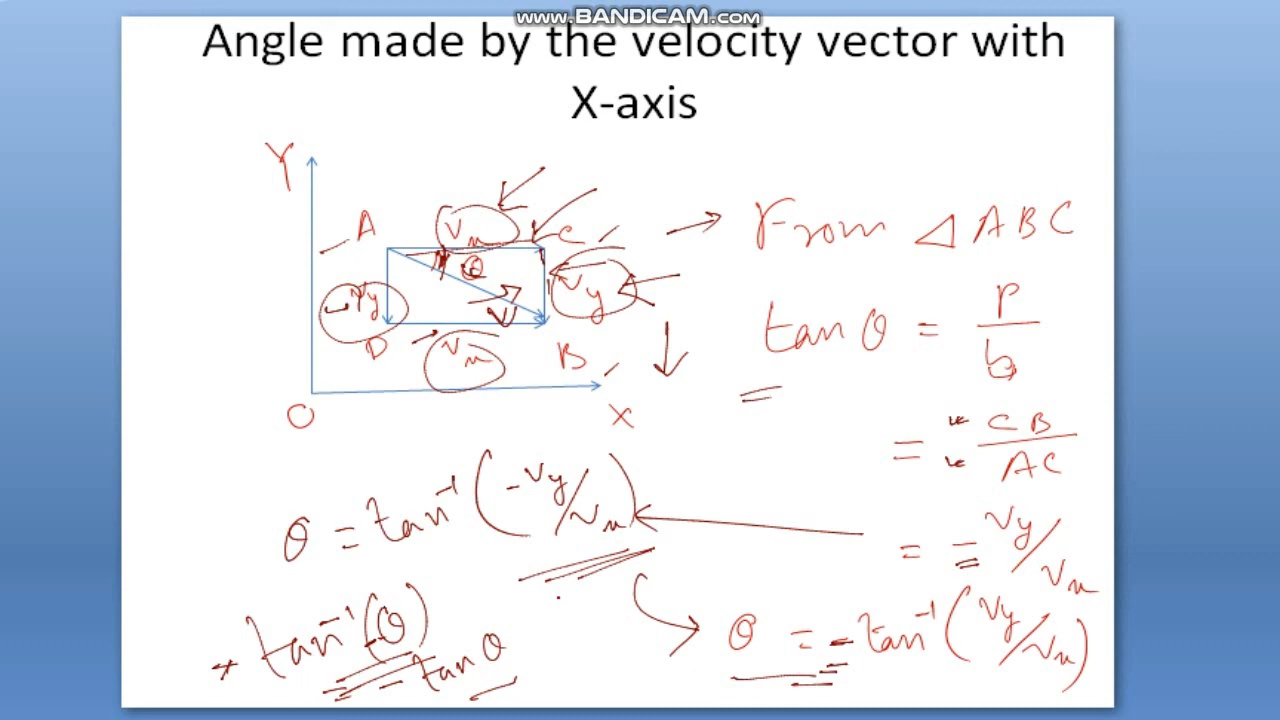 www.BANDICAM.com
Angle made by the velocity vector with
X-axis
Y
A
Vx
C
θ
-Vy
Vy
V
D
Vx
B
O
X
→ From △ ABC
tan θ = P/b
= CB/AC
= -Vy/Vx
θ = tan⁻¹(-Vy/Vx)
θ = -tan⁻¹(Vy/Vx)
tan⁻¹(-θ)
= -tan θ